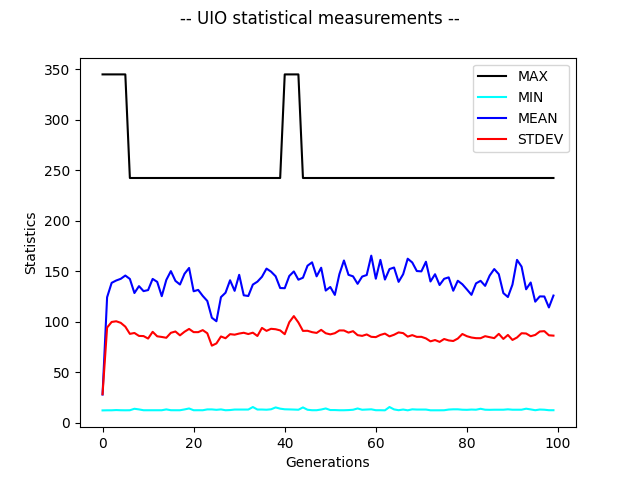 -- UIO statistical measurements --
350
300
250
200
150
100
50
0
Statistics
MAX
MIN
MEAN
STDEV
0 20 40 60 80 100
Generations